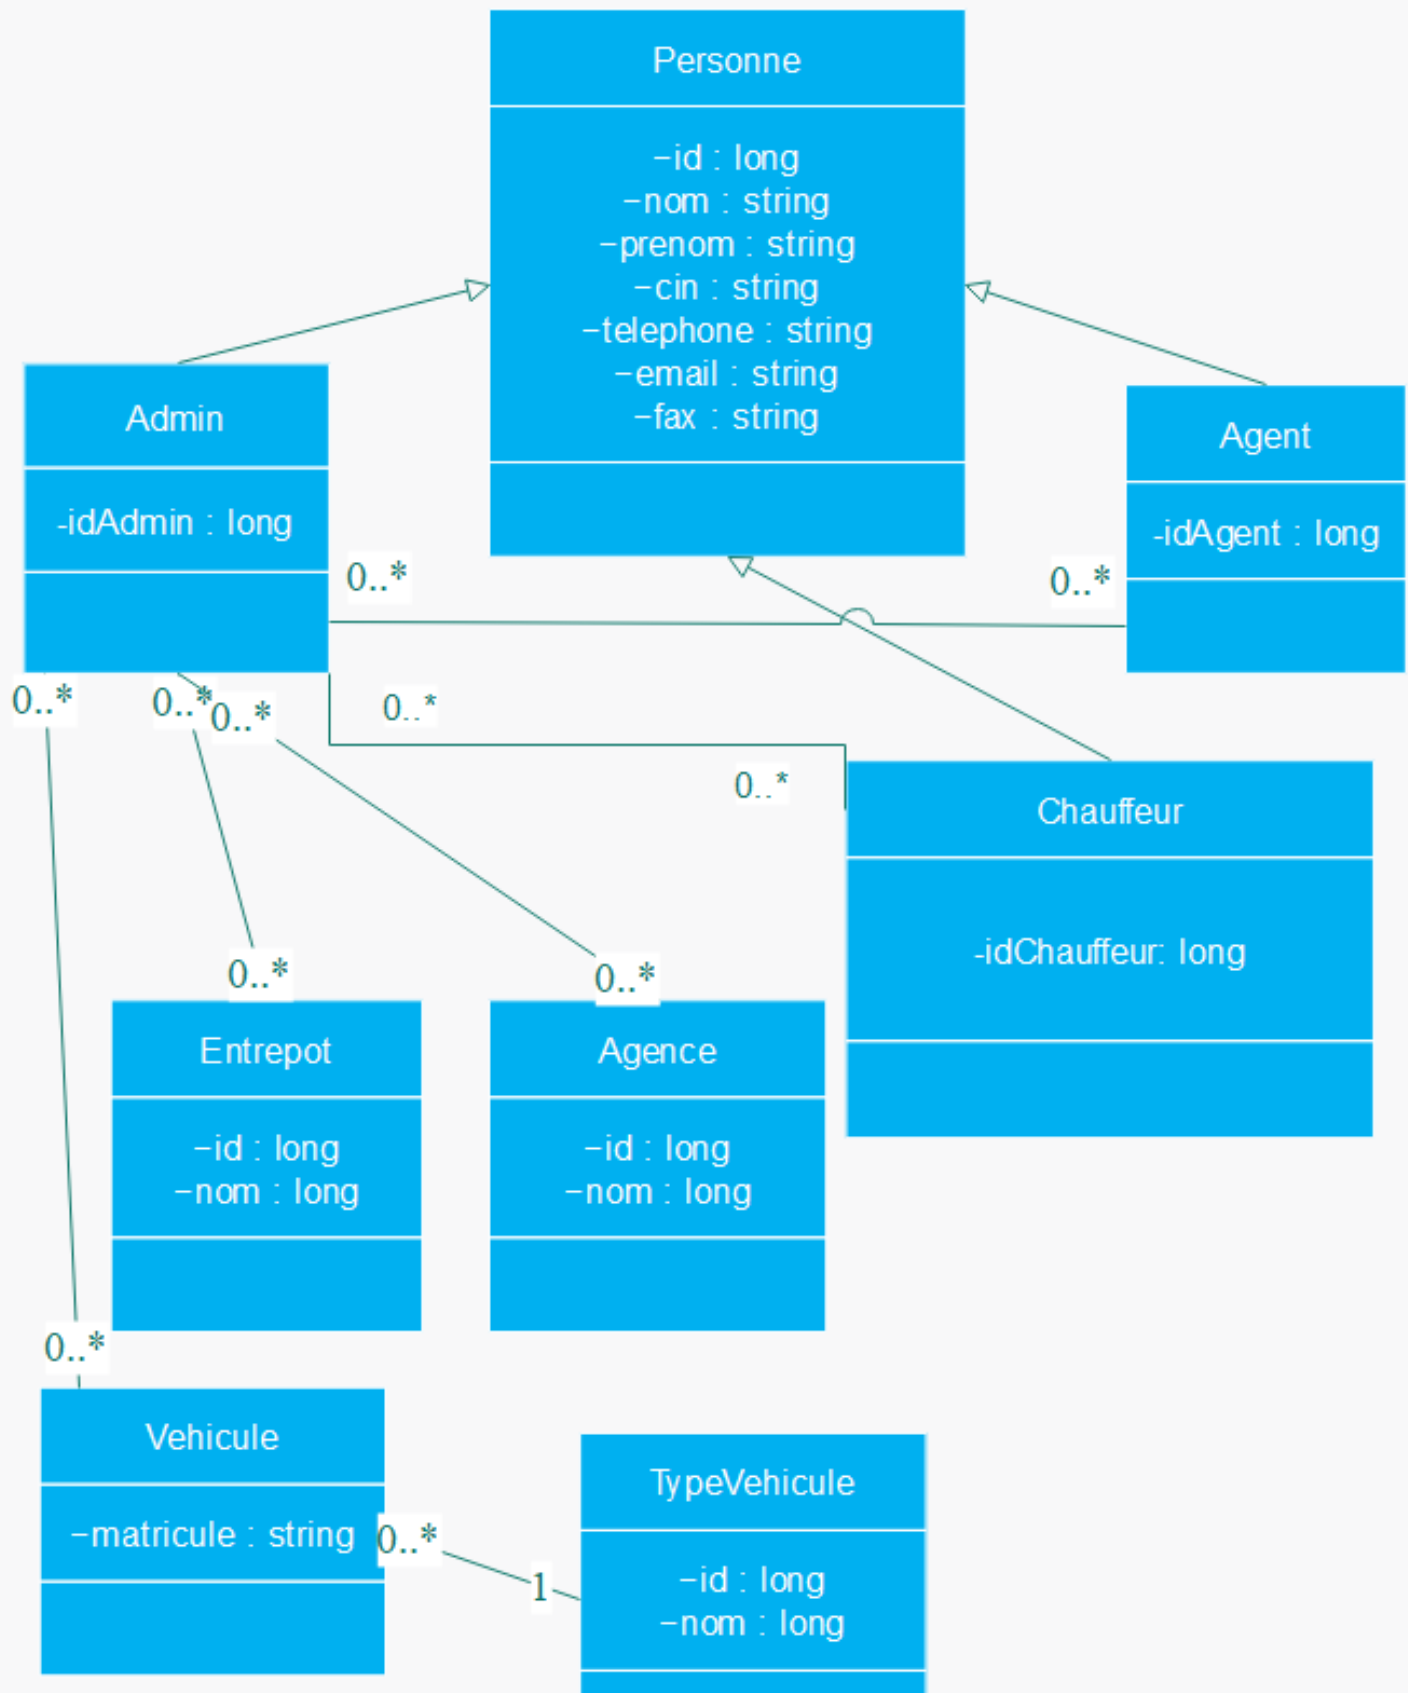 Personne
−id : long
−nom : string
−prenom : string
−cin : string
−telephone : string
−email : string
−fax : string
Admin
-idAdmin : long
Agent
-idAgent : long
0..*
0..*
0..*
0..*
0..*
0..*
0..*
Chauffeur
-idChauffeur: long
0..*
0..*
Entrepot
−id : long
−nom : long
Agence
−id : long
−nom : long
0..*
Vehicule
−matricule : string
0..*
1
TypeVehicule
−id : long
−nom : long